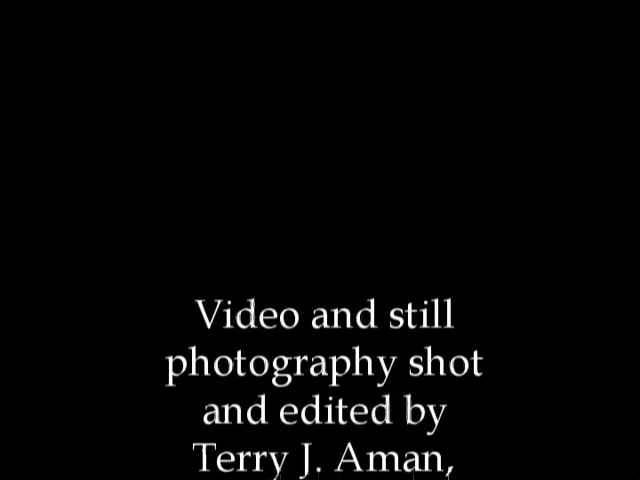 Video and still
photography shot
and edited by
Terry J. Aman,